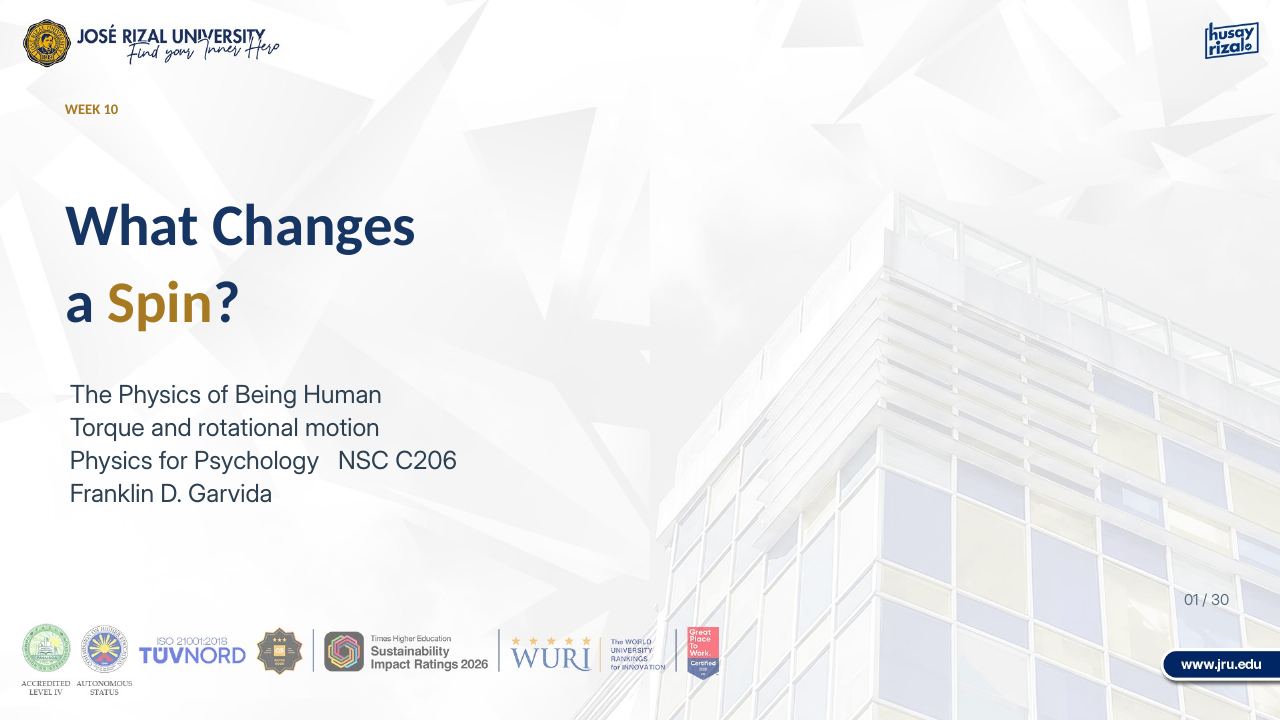 JOSÉ RIZAL UNIVERSITY
Find your Inner Hero
husay
rizal
WEEK 10
What Changes
a Spin?
The Physics of Being Human
Torque and rotational motion
Physics for Psychology NSC C206
Franklin D. Garvida
01 / 30
ACCREDITED
LEVEL IV
AUTONOMOUS
STATUS
ISO 21001:2018
TÜVNORD
Times Higher Education
Sustainability
Impact Ratings 2026
WURI
The WORLD
UNIVERSITY
RANKINGS
for INNOVATION
Great
Place
To
Work.
Certified
www.jru.edu